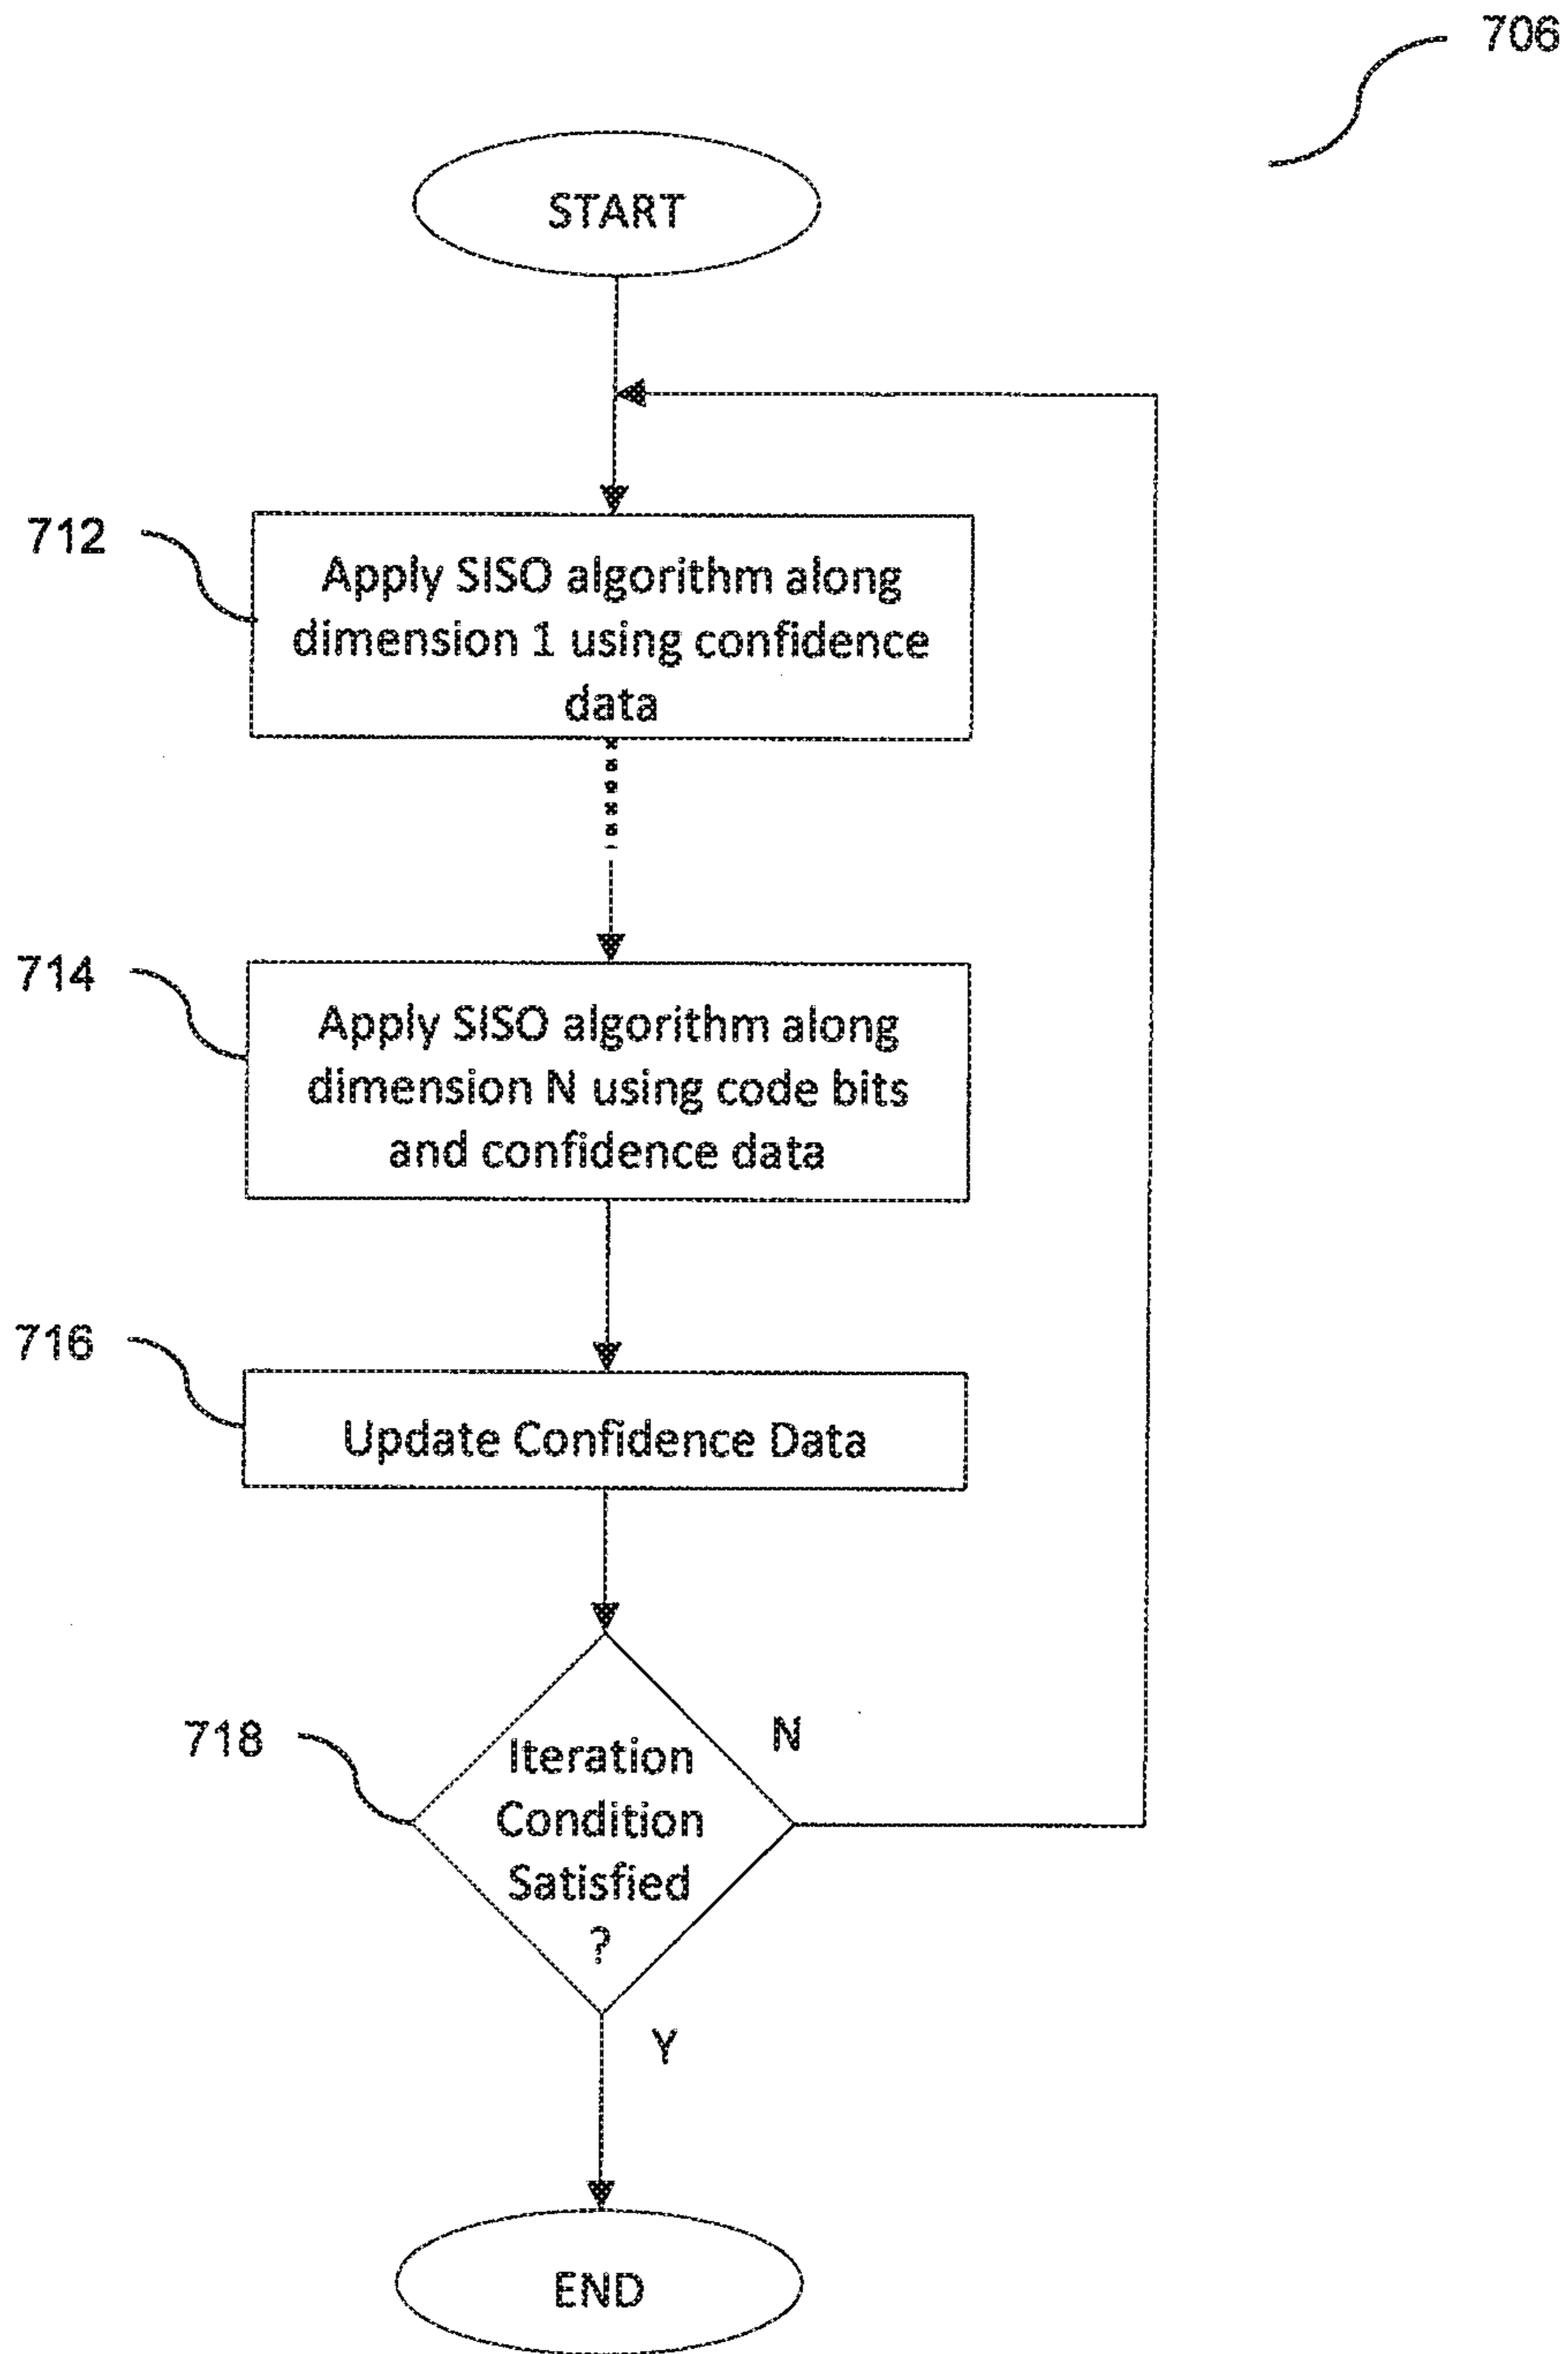 706
START
712
Apply SISO algorithm along
dimension 1 using confidence
data
714
Apply SISO algorithm along
dimension N using code bits
and confidence data
716
Update Confidence Data
718
Iteration
Condition
Satisfied
?
N
Y
END